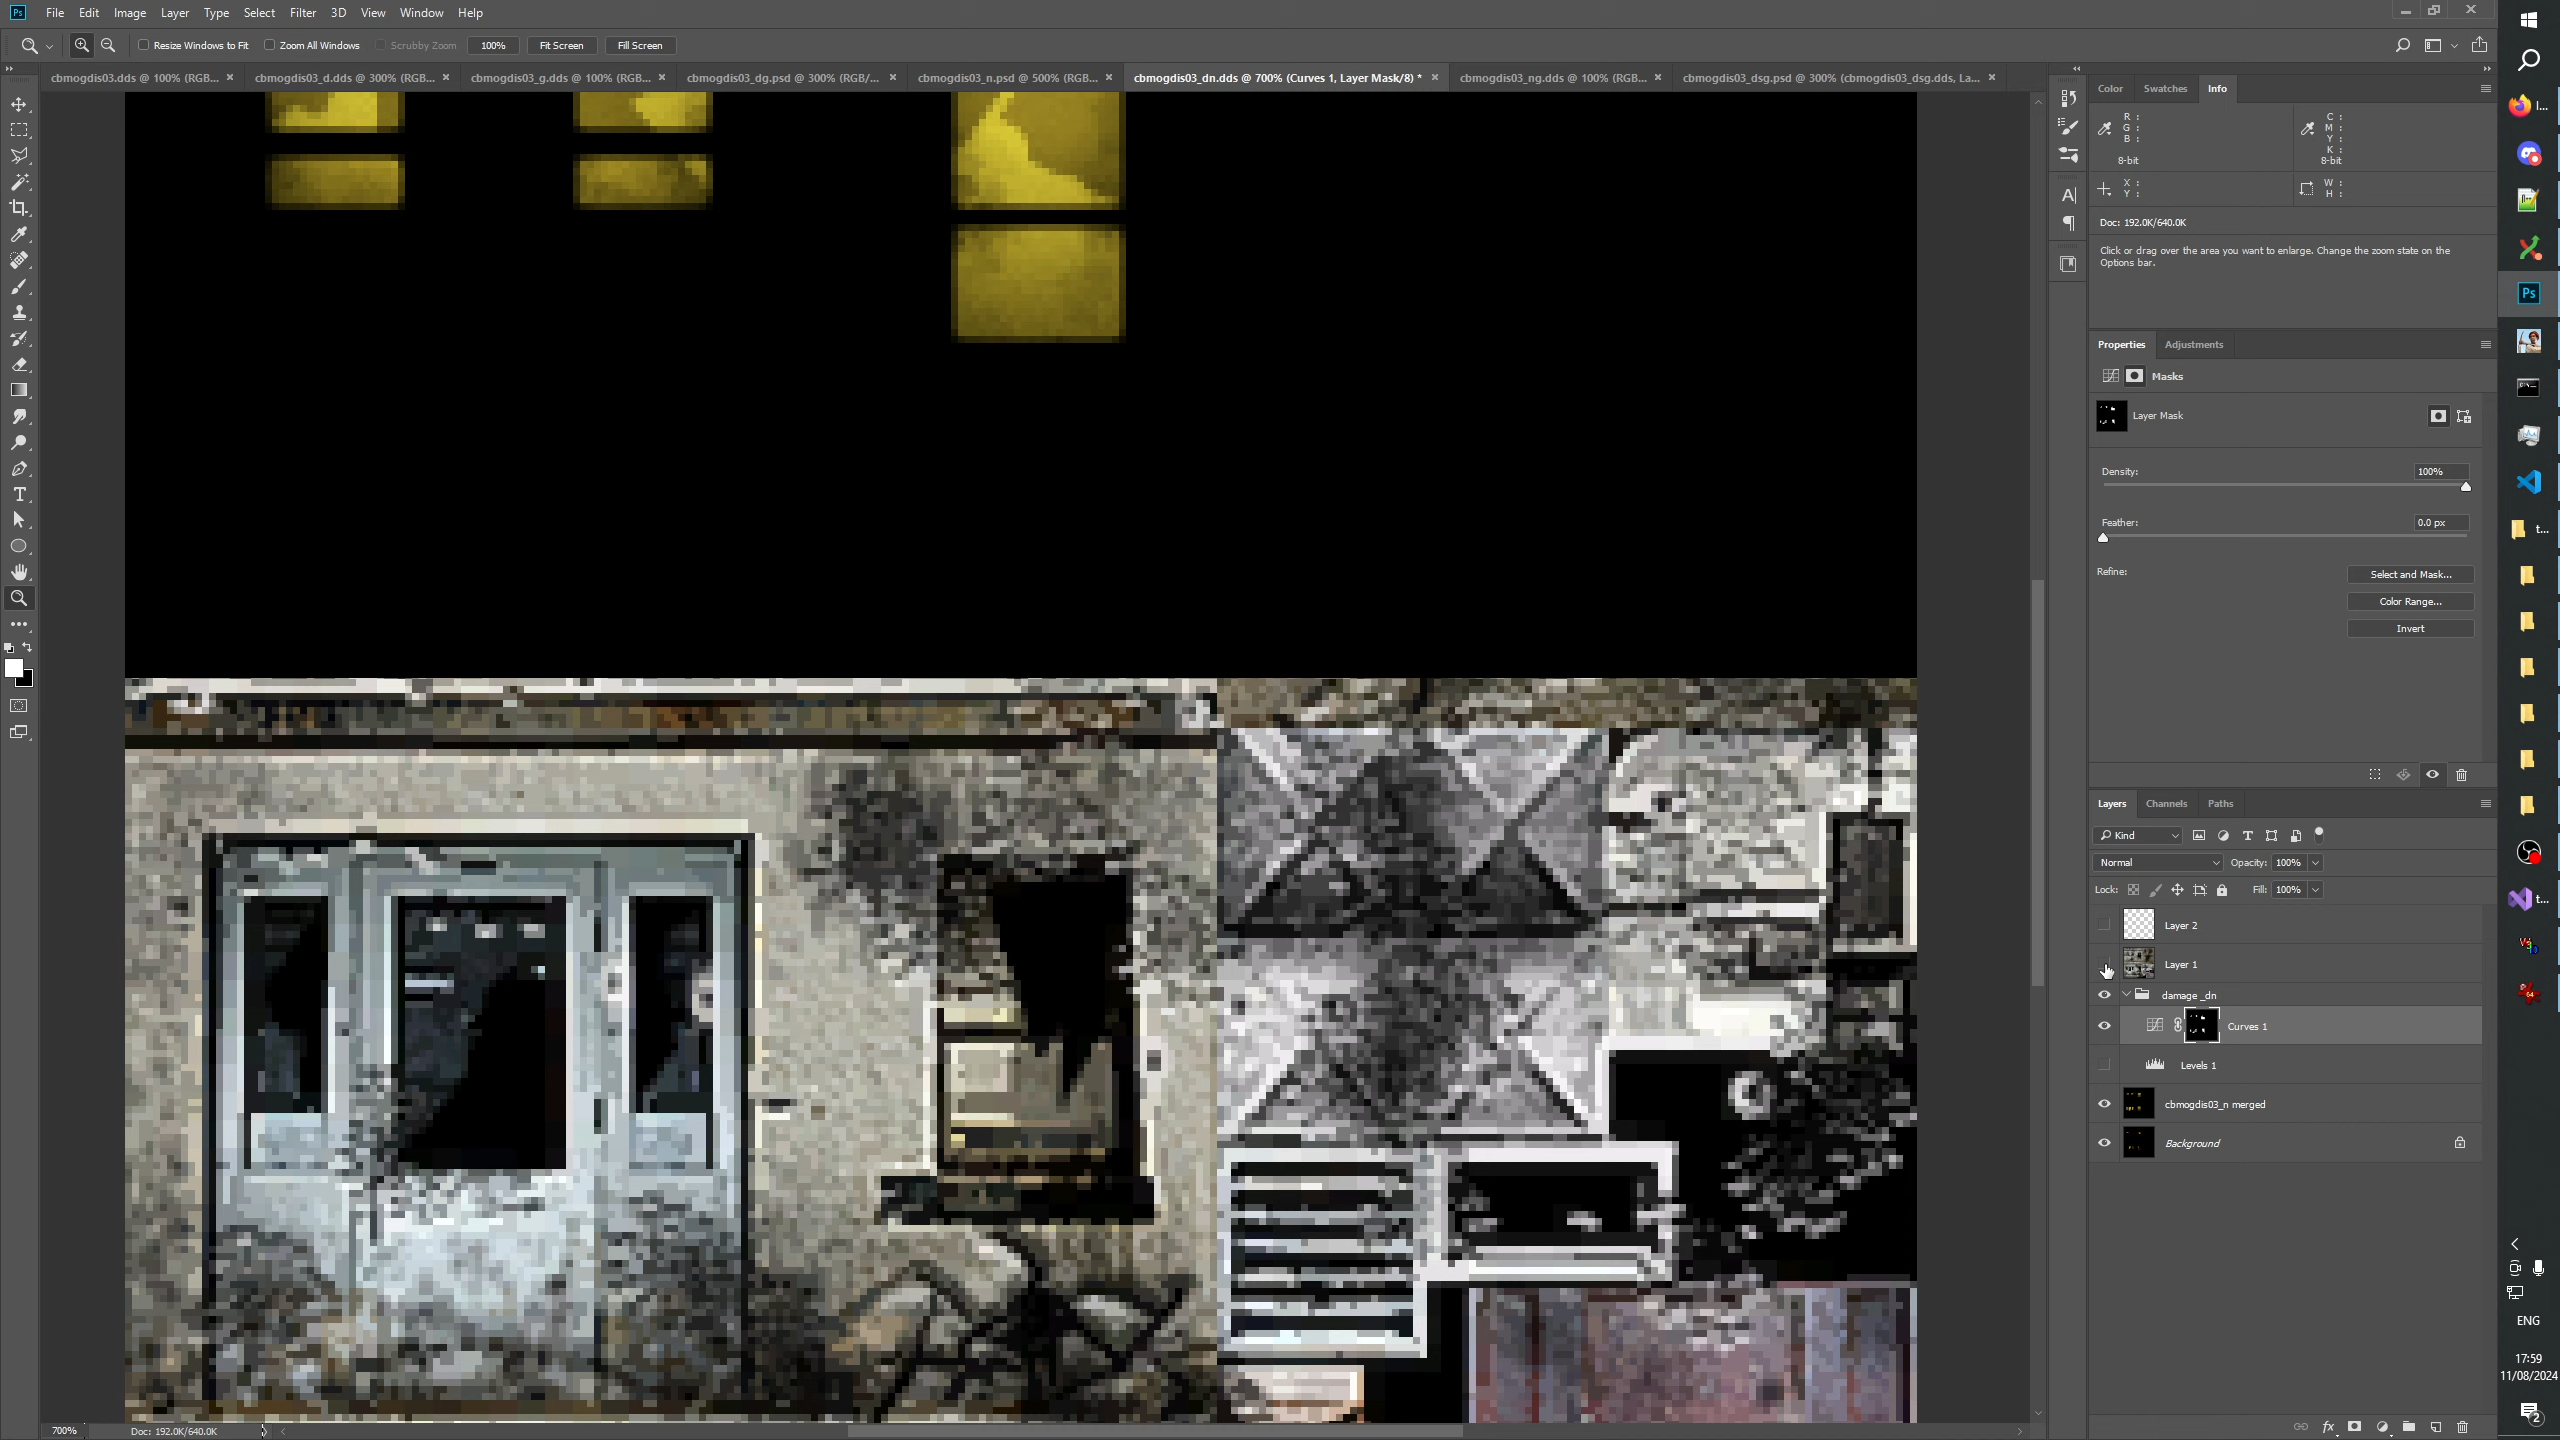 Ps File Edit Image Layer Type Select Filter 3D View Window Help
Resize Windows to Fit Zoom All Windows Scrubby Zoom 100% Fit Screen Fill Screen
cbmogdis03.dds @ 100% (RGB... × cbmogdis03_d.dds @ 300% (RGB... × cbmogdis03_g.dds @ 100% (RGB... × cbmogdis03_dg.psd @ 300% (RGB/... × cbmogdis03_n.psd @ 500% (RGB... × cbmogdis03_dn.dds @ 700% (Curves 1, Layer Mask/8) * × cbmogdis03_ng.dds @ 100% (RGB... × cbmogdis03_dsg.psd @ 300% (cbmogdis03_dsg.dds, La... ×
Color Swatches Info
R : C :
G : M :
B : Y :
K :
8-bit 8-bit
X : W :
Y : H :
Doc: 192.0K/640.0K
Click or drag over the area you want to enlarge. Change the zoom state on the
Options bar.
Properties Adjustments
Masks
Layer Mask
Density: 100%
Feather: 0.0 px
Refine: Select and Mask...
Color Range...
Invert
Layers Channels Paths
Kind
Normal Opacity: 100%
Lock: Fill: 100%
Layer 2
Layer 1
damage _dn
Curves 1
Levels 1
cbmogdis03_n merged
Background
700% Doc: 192.0K/640.0K
I...
Ps
t...
t...
ENG
17:59
11/08/2024
2